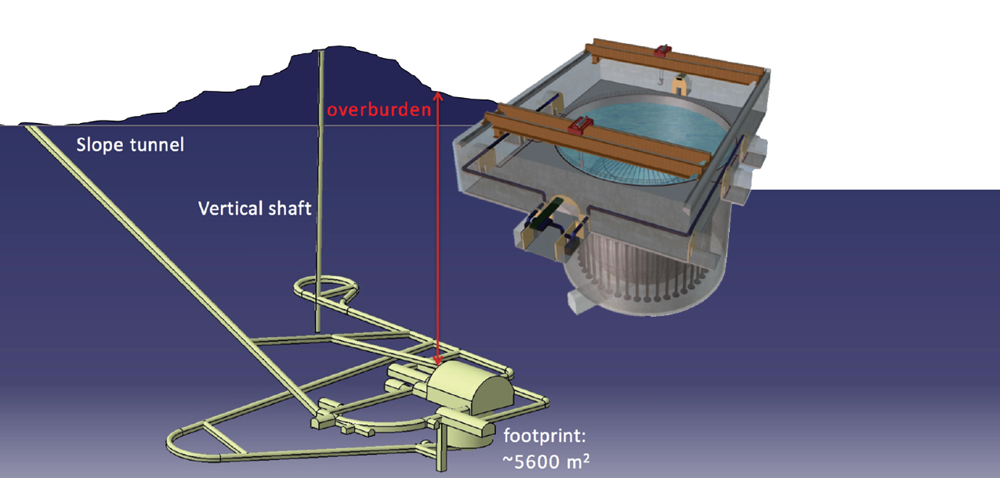 overburden
Slope tunnel
Vertical shaft
footprint:
~5600 m²